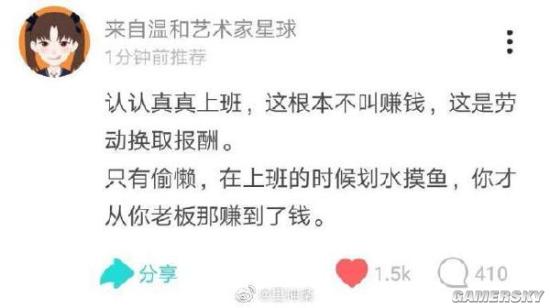 来自温和艺术家星球
1分钟前推荐
认认真真上班，这根本不叫赚钱，这是劳
动换取报酬。
只有偷懒，在上班的时候划水摸鱼，你才
从你老板那赚到了钱。
分享
1.5k
410
GAMERSKY